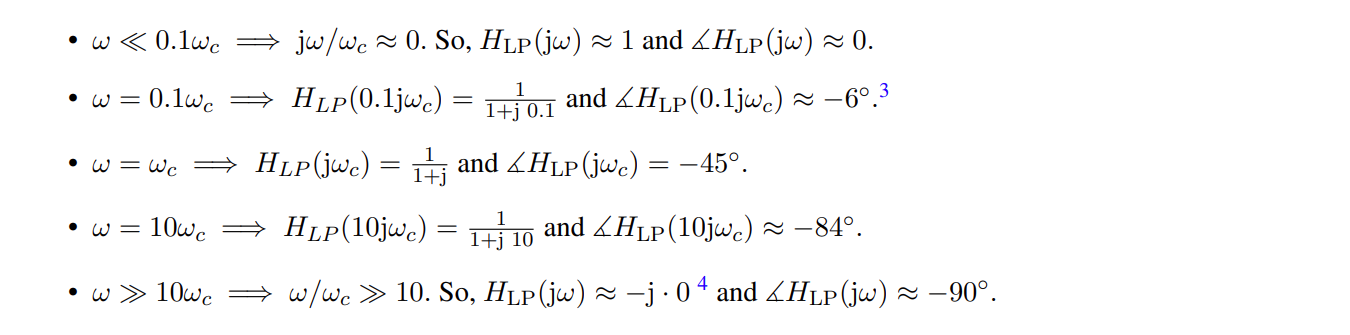 • ω ≪ 0.1ω_c ⟹ jω/ω_c ≈ 0. So, H_LP(jω) ≈ 1 and ∡H_LP(jω) ≈ 0.
• ω = 0.1ω_c ⟹ H_LP(0.1jω_c) = 1/(1+j 0.1) and ∡H_LP(0.1jω_c) ≈ −6°.³
• ω = ω_c ⟹ H_LP(jω_c) = 1/(1+j) and ∡H_LP(jω_c) = −45°.
• ω = 10ω_c ⟹ H_LP(10jω_c) = 1/(1+j 10) and ∡H_LP(10jω_c) ≈ −84°.
• ω ≫ 10ω_c ⟹ ω/ω_c ≫ 10. So, H_LP(jω) ≈ −j · 0 ⁴ and ∡H_LP(jω) ≈ −90°.